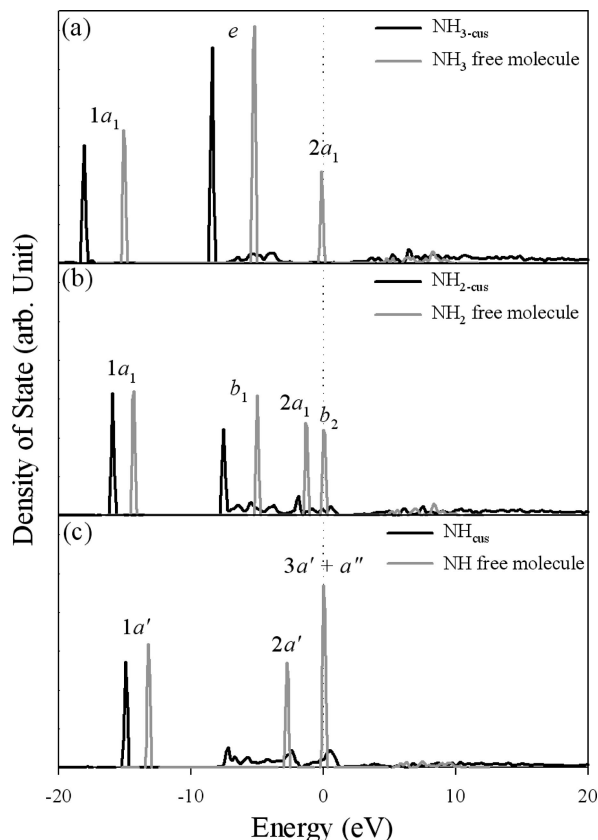 (a)
e
NH3-cus
NH3 free molecule
1a1
2a1
(b)
NH2-cus
NH2 free molecule
1a1
b1
2a1
b2
(c)
NHcus
NH free molecule
3a′ + a″
1a′
2a′
Density of State (arb. Unit)
-20 -10 0 10 20
Energy (eV)